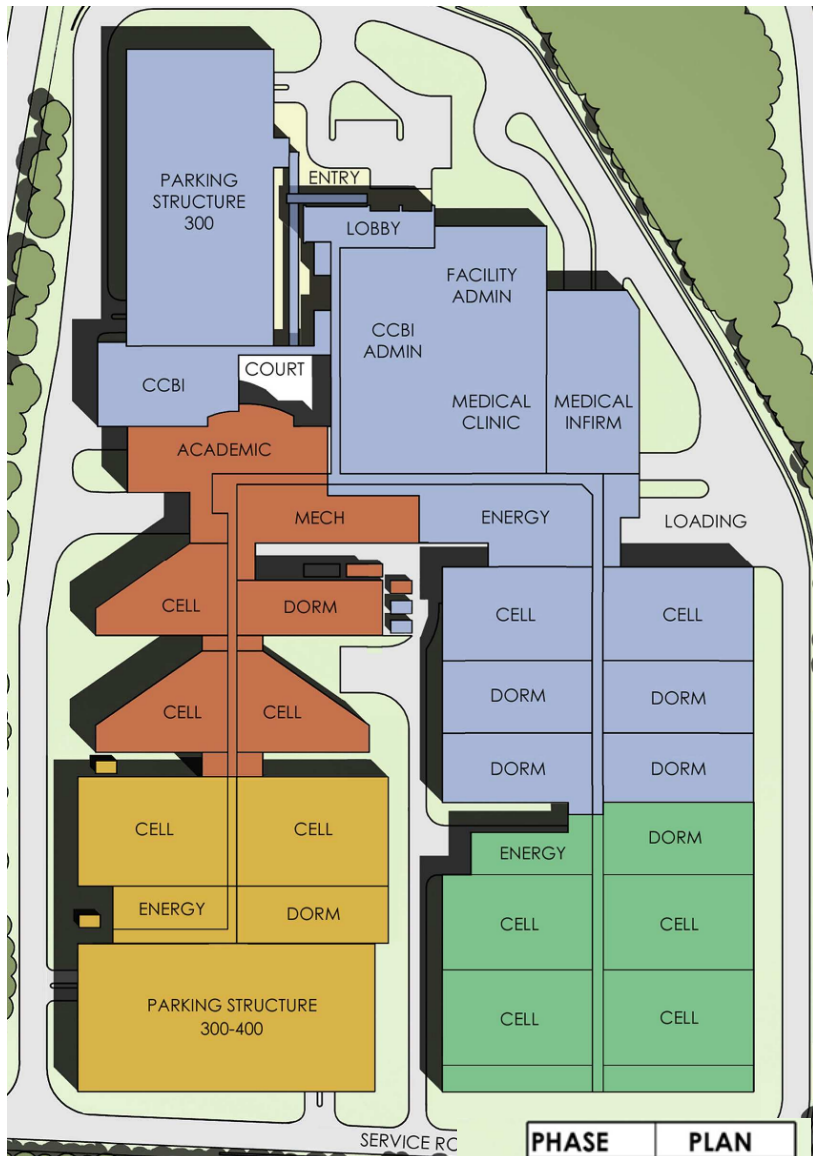 ENTRY
PARKING
STRUCTURE
300
LOBBY
FACILITY
ADMIN
CCBI
ADMIN
COURT
CCBI
MEDICAL
CLINIC
MEDICAL
INFIRM
ACADEMIC
MECH
ENERGY
LOADING
CELL
DORM
CELL
CELL
DORM
DORM
CELL
CELL
DORM
DORM
CELL
CELL
ENERGY
DORM
ENERGY
DORM
CELL
CELL
PARKING STRUCTURE
300-400
CELL
CELL
SERVICE RO
PHASE PLAN